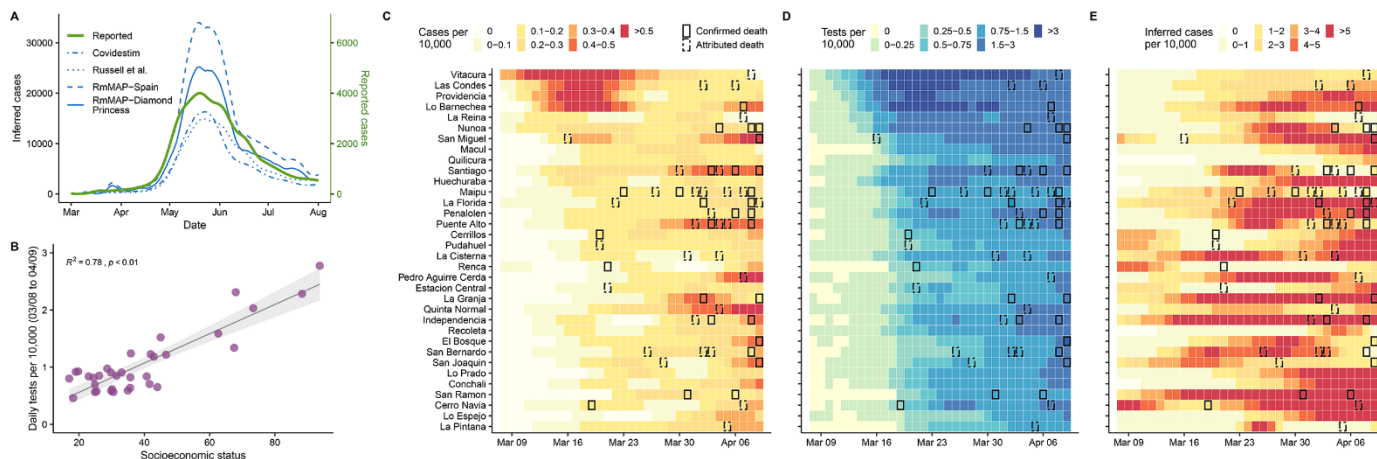 A
Inferred cases
30000
20000
10000
0
Reported
Covidestim
Russell et al.
RmMAP-Spain
RmMAP-Diamond
Princess
6000
4000
2000
0
Reported cases
Mar Apr May Jun Jul Aug
Date
B
R² = 0.78 , p < 0.01
Daily tests per 10,000 (03/08 to 04/09)
3
2
1
0
20 40 60 80
Socioeconomic status
C
Cases per
10,000
0 0.1−0.2 0.3−0.4 >0.5
0−0.1 0.2−0.3 0.4−0.5
Confirmed death
Attributed death
Vitacura
Las Condes
Providencia
Lo Barnechea
La Reina
Nunoa
San Miguel
Macul
Quilicura
Santiago
Huechuraba
Maipu
La Florida
Penalolen
Puente Alto
Cerrillos
Pudahuel
La Cisterna
Renca
Pedro Aguirre Cerda
Estacion Central
La Granja
Quinta Normal
Independencia
Recoleta
El Bosque
San Bernardo
San Joaquin
Lo Prado
Conchali
San Ramon
Cerro Navia
Lo Espejo
La Pintana
Mar 09 Mar 16 Mar 23 Mar 30 Apr 06
D
Tests per
10,000
0 0.25−0.5 0.75−1.5 >3
0−0.25 0.5−0.75 1.5−3
Mar 09 Mar 16 Mar 23 Mar 30 Apr 06
E
Inferred cases
per 10,000
0 1−2 3−4 >5
0−1 2−3 4−5
Mar 09 Mar 16 Mar 23 Mar 30 Apr 06